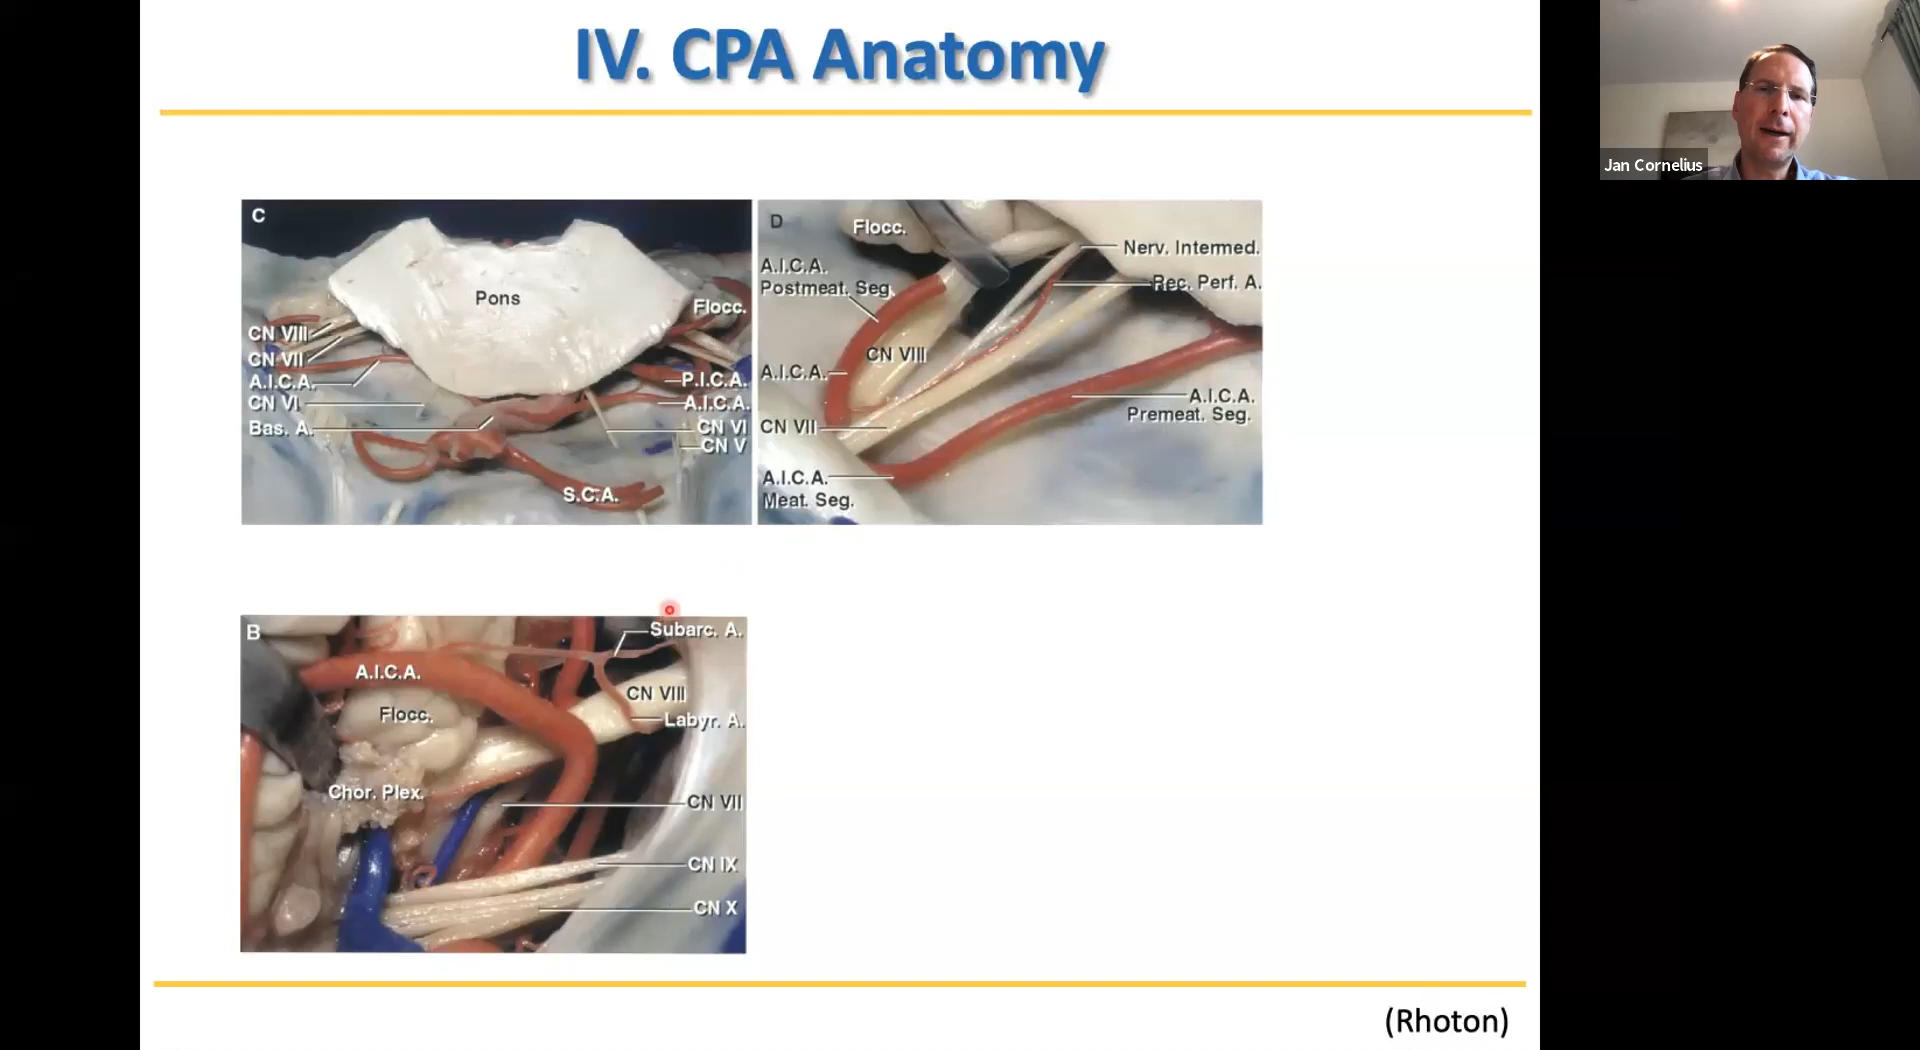 IV. CPA Anatomy
Jan Cornelius
C
Pons
Flocc.
CN VIII
CN VII
A.I.C.A.
CN VI
Bas. A.
P.I.C.A.
A.I.C.A.
CN VI
CN V
S.C.A.
D
Flocc.
Nerv. Intermed.
A.I.C.A.
Postmeat. Seg.
Rec. Perf. A.
CN VIII
A.I.C.A.
A.I.C.A.
Premeat. Seg.
CN VII
A.I.C.A.
Meat. Seg.
B
Subarc. A.
A.I.C.A.
CN VIII
Flocc.
Labyr. A.
Chor. Plex.
CN VII
CN IX
CN X
(Rhoton)